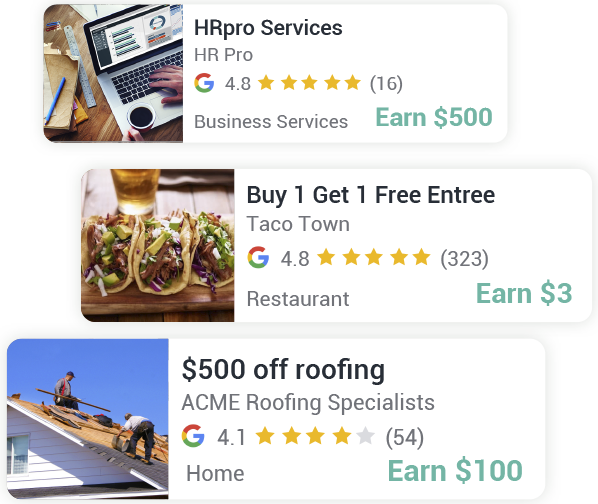 HRpro Services
HR Pro
4.8 (16)
Business Services Earn $500
Buy 1 Get 1 Free Entree
Taco Town
4.8 (323)
Restaurant Earn $3
$500 off roofing
ACME Roofing Specialists
4.1 (54)
Home Earn $100